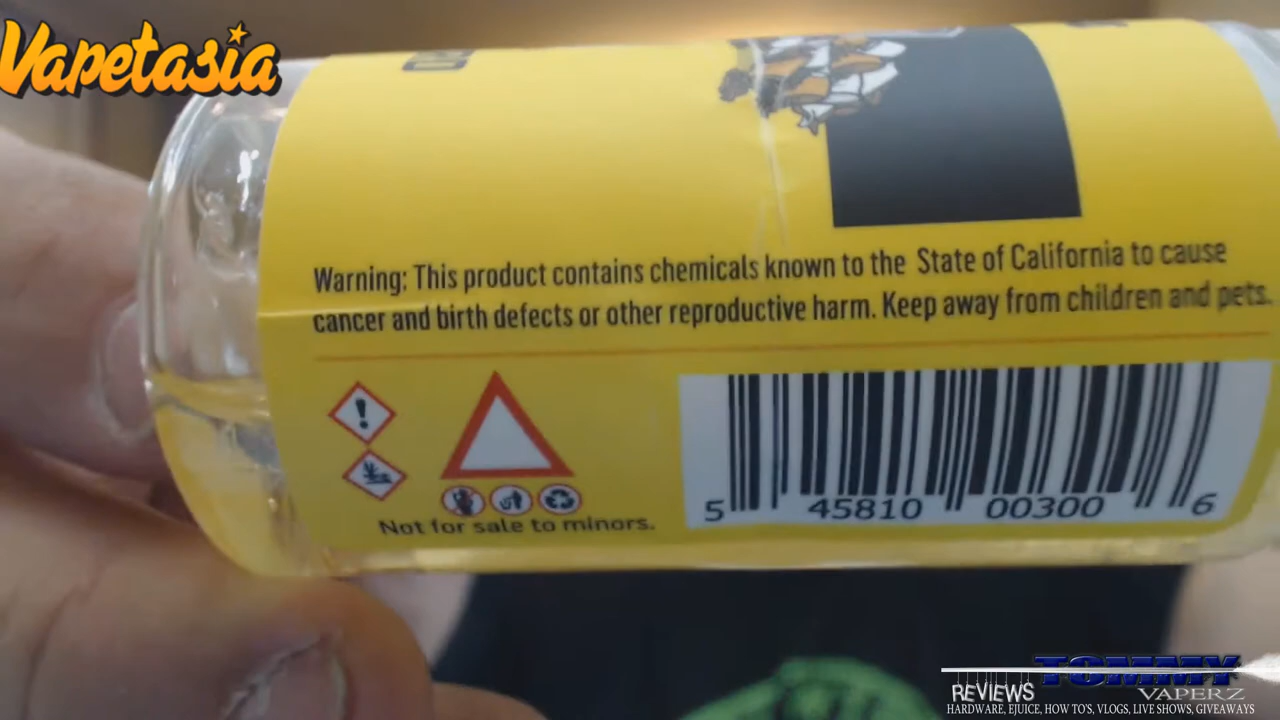 Vapetasia
Warning: This product contains chemicals known to the State of California to cause
cancer and birth defects or other reproductive harm. Keep away from children and pets.
Not for sale to minors.
5 45810 00300 6
TOMMY
REVIEWS VAPERZ
HARDWARE, EJUICE, HOW TO'S, VLOGS, LIVE SHOWS, GIVEAWAYS